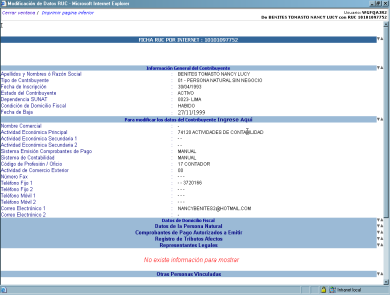 Modificación de Datos RUC - Microsoft Internet Explorer
Cerrar ventana | Imprimir página inferior
Usuario:
De BENITES TOMASTO NANCY LUCY con RUC 10101097752
FICHA RUC POR INTERNET : 10101097752
Información General del Contribuyente
Apellidos y Nombres ó Razón Social : BENITES TOMASTO NANCY LUCY
Tipo de Contribuyente : 01 - PERSONA NATURAL SIN NEGOCIO
Fecha de Inscripción : 30/04/1993
Estado del Contribuyente : ACTIVO
Dependencia SUNAT : 0023- LIMA
Condición de Domicilio Fiscal : HABIDO
Fecha de Baja : 27/11/1999
Para modificar los datos del Contribuyente Ingrese Aquí
Nombre Comercial : -
Actividad Económica Principal : 74120 ACTIVIDADES DE CONTABILIDAD
Actividad Económica Secundaria 1 : - -
Actividad Económica Secundaria 2 : - -
Sistema Emisión Comprobantes de Pago : MANUAL
Sistema de Contabilidad : MANUAL
Código de Profesión / Oficio : 17 CONTADOR
Actividad de Comercio Exterior :
Número Fax : - - -
Teléfono Fijo 1 : - - 3720166
Teléfono Fijo 2 : - - -
Teléfono Móvil 1 : - - -
Teléfono Móvil 2 : - - -
Correo Electrónico 1 : NANCYBENITES2@HOTMAIL.COM
Correo Electrónico 2 : -
Datos de Domicilio Fiscal
Datos de la Persona Natural
Comprobantes de Pago Autorizados a Emitir
Registro de Tributos Afectos
Representantes Legales
No existe información para mostrar
Otras Personas Vinculadas
Intranet local